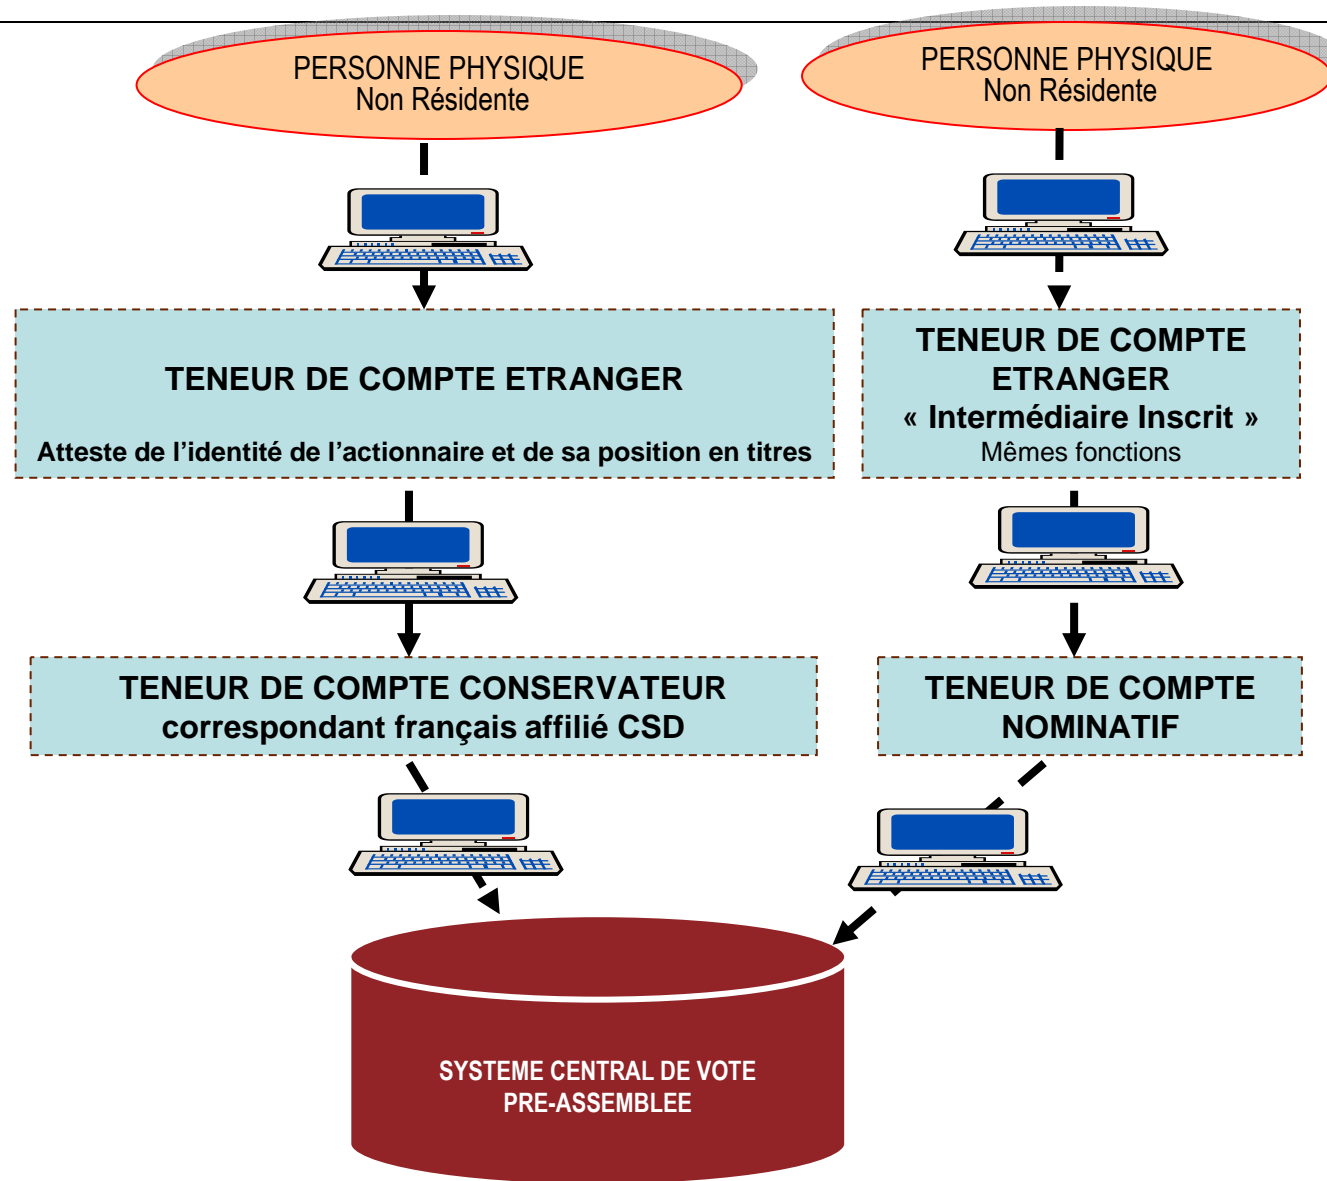 PERSONNE PHYSIQUE
Non Résidente
PERSONNE PHYSIQUE
Non Résidente
TENEUR DE COMPTE ETRANGER
Atteste de l’identité de l’actionnaire et de sa position en titres
TENEUR DE COMPTE
ETRANGER
« Intermédiaire Inscrit »
Mêmes fonctions
TENEUR DE COMPTE CONSERVATEUR
correspondant français affilié CSD
TENEUR DE COMPTE
NOMINATIF
SYSTEME CENTRAL DE VOTE
PRE-ASSEMBLEE